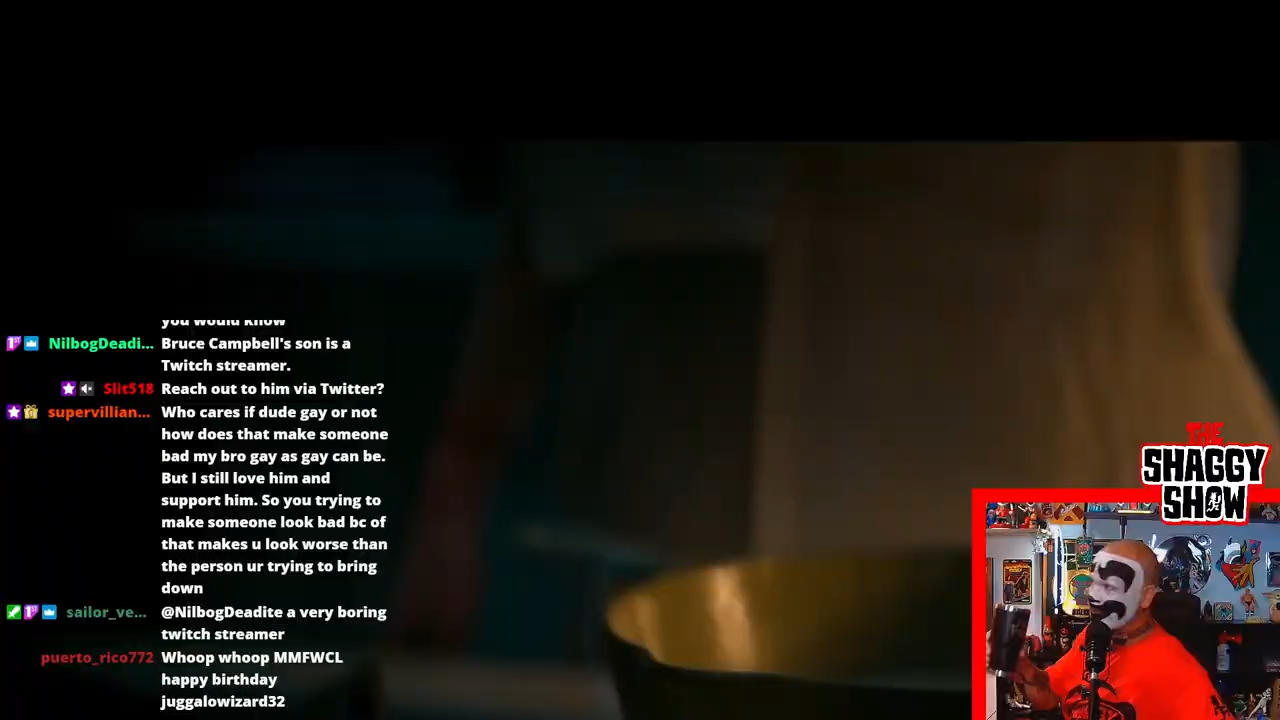 you would know
NilbogDeadi... Bruce Campbell's son is a
Twitch streamer.
Slit518 Reach out to him via Twitter?
supervillian... Who cares if dude gay or not
how does that make someone
bad my bro gay as gay can be.
But I still love him and
support him. So you trying to
make someone look bad bc of
that makes u look worse than
the person ur trying to bring
down
sailor_ve... @NilbogDeadite a very boring
twitch streamer
puerto_rico772 Whoop whoop MMFWCL
happy birthday
juggalowizard32
THE
SHAGGY
SHOW